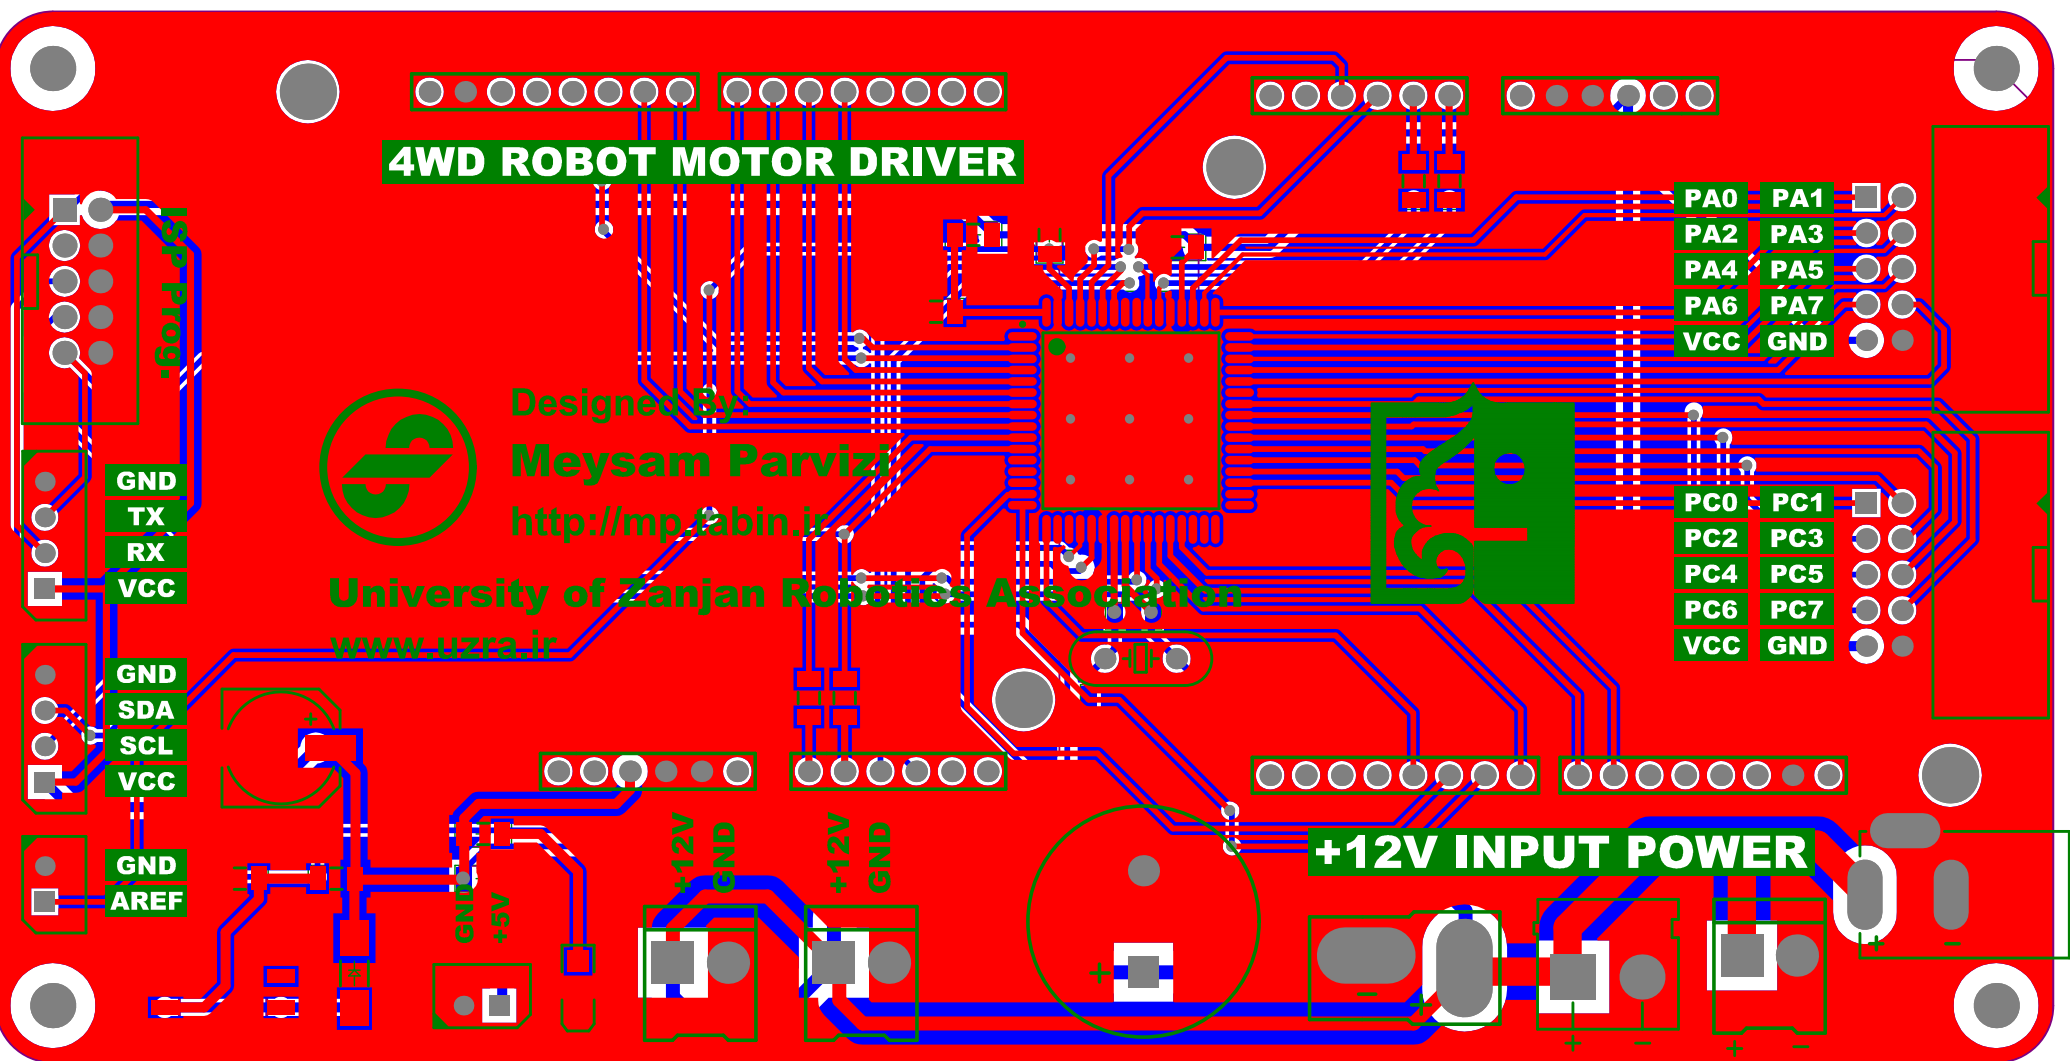 4WD ROBOT MOTOR DRIVER
ISP Prog.
PA0 PA1
PA2 PA3
PA4 PA5
PA6 PA7
VCC GND
Designed By:
Meysam Parvizi
http://mp.tabin.ir
University of Zanjan Robotics Association
www.uzra.ir
GND
TX
RX
VCC
PC0 PC1
PC2 PC3
PC4 PC5
PC6 PC7
VCC GND
GND
SDA
SCL
VCC
+
GND
AREF
+12V
GND
+12V
GND
+12V INPUT POWER
GND
+5V
+
- +
+ -
+ -
+ -